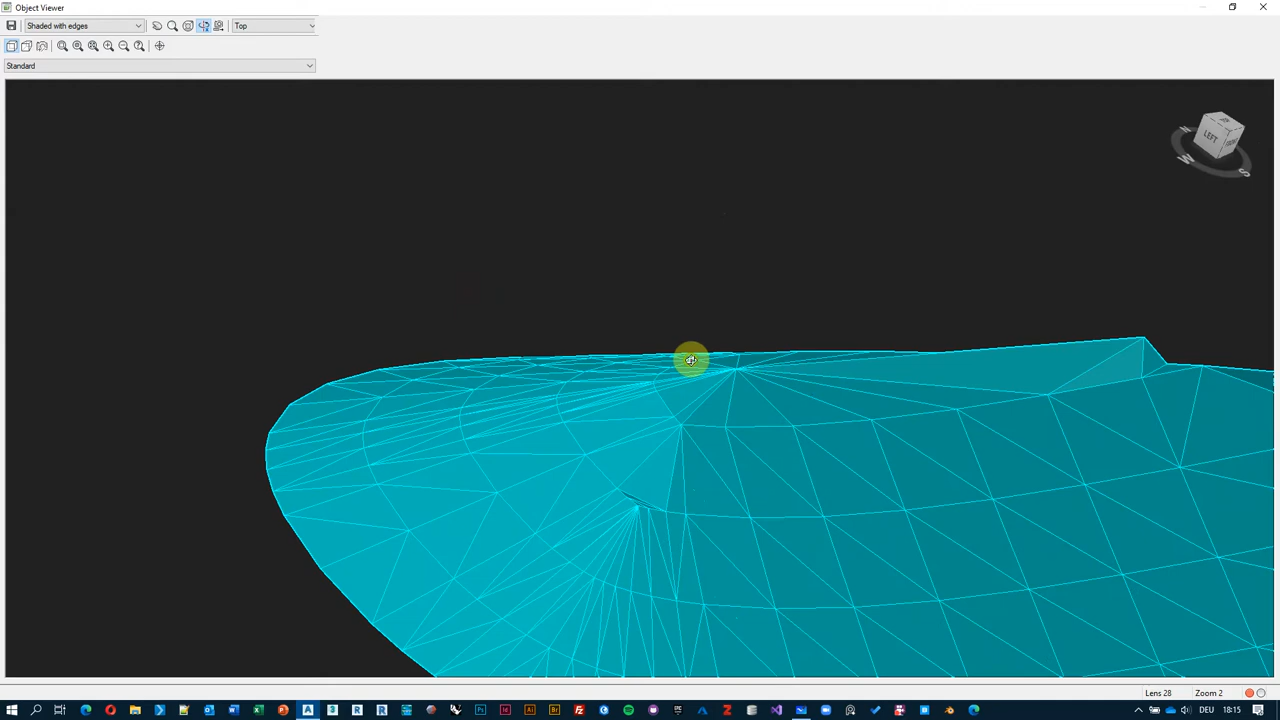 Object Viewer
Shaded with edges
Top
Standard
LEFT
W
S
Lens 28
Zoom 2
DEU
18:15